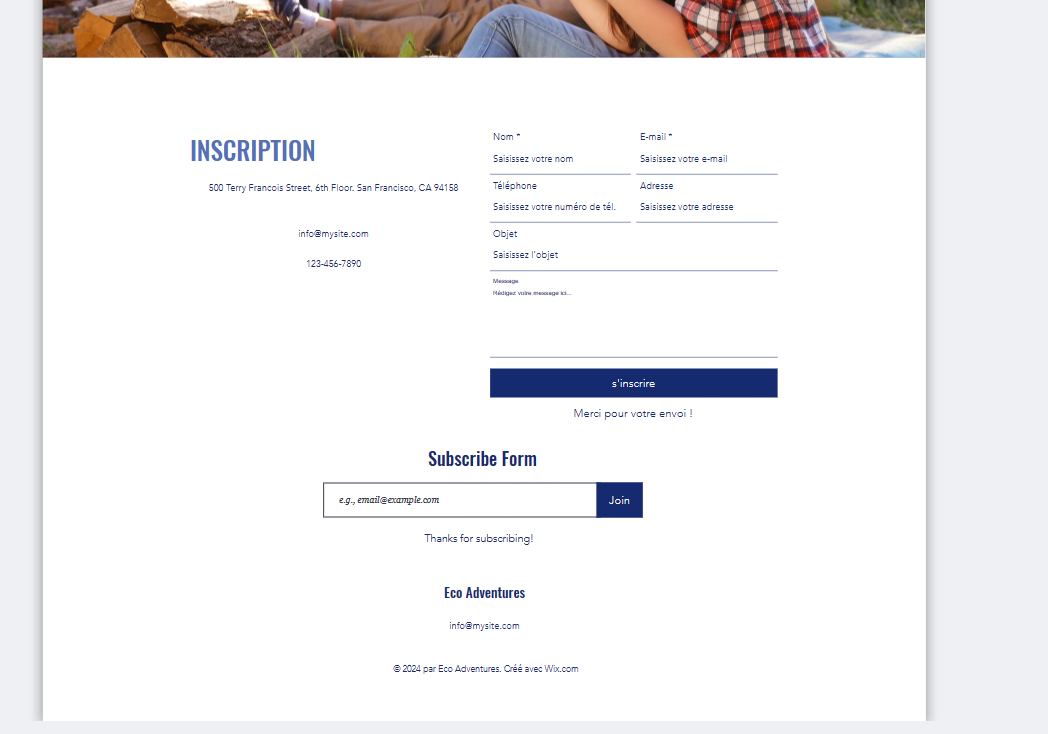 INSCRIPTION
500 Terry Francois Street, 6th Floor. San Francisco, CA 94158
info@mysite.com
123-456-7890
Nom *
E-mail *
Saisissez votre nom
Saisissez votre e-mail
Téléphone
Adresse
Saisissez votre numéro de tél.
Saisissez votre adresse
Objet
Saisissez l'objet
Message
Rédigez votre message ici...
s'inscrire
Merci pour votre envoi !
Subscribe Form
e.g., email@example.com
Join
Thanks for subscribing!
Eco Adventures
info@mysite.com
© 2024 par Eco Adventures. Créé avec Wix.com